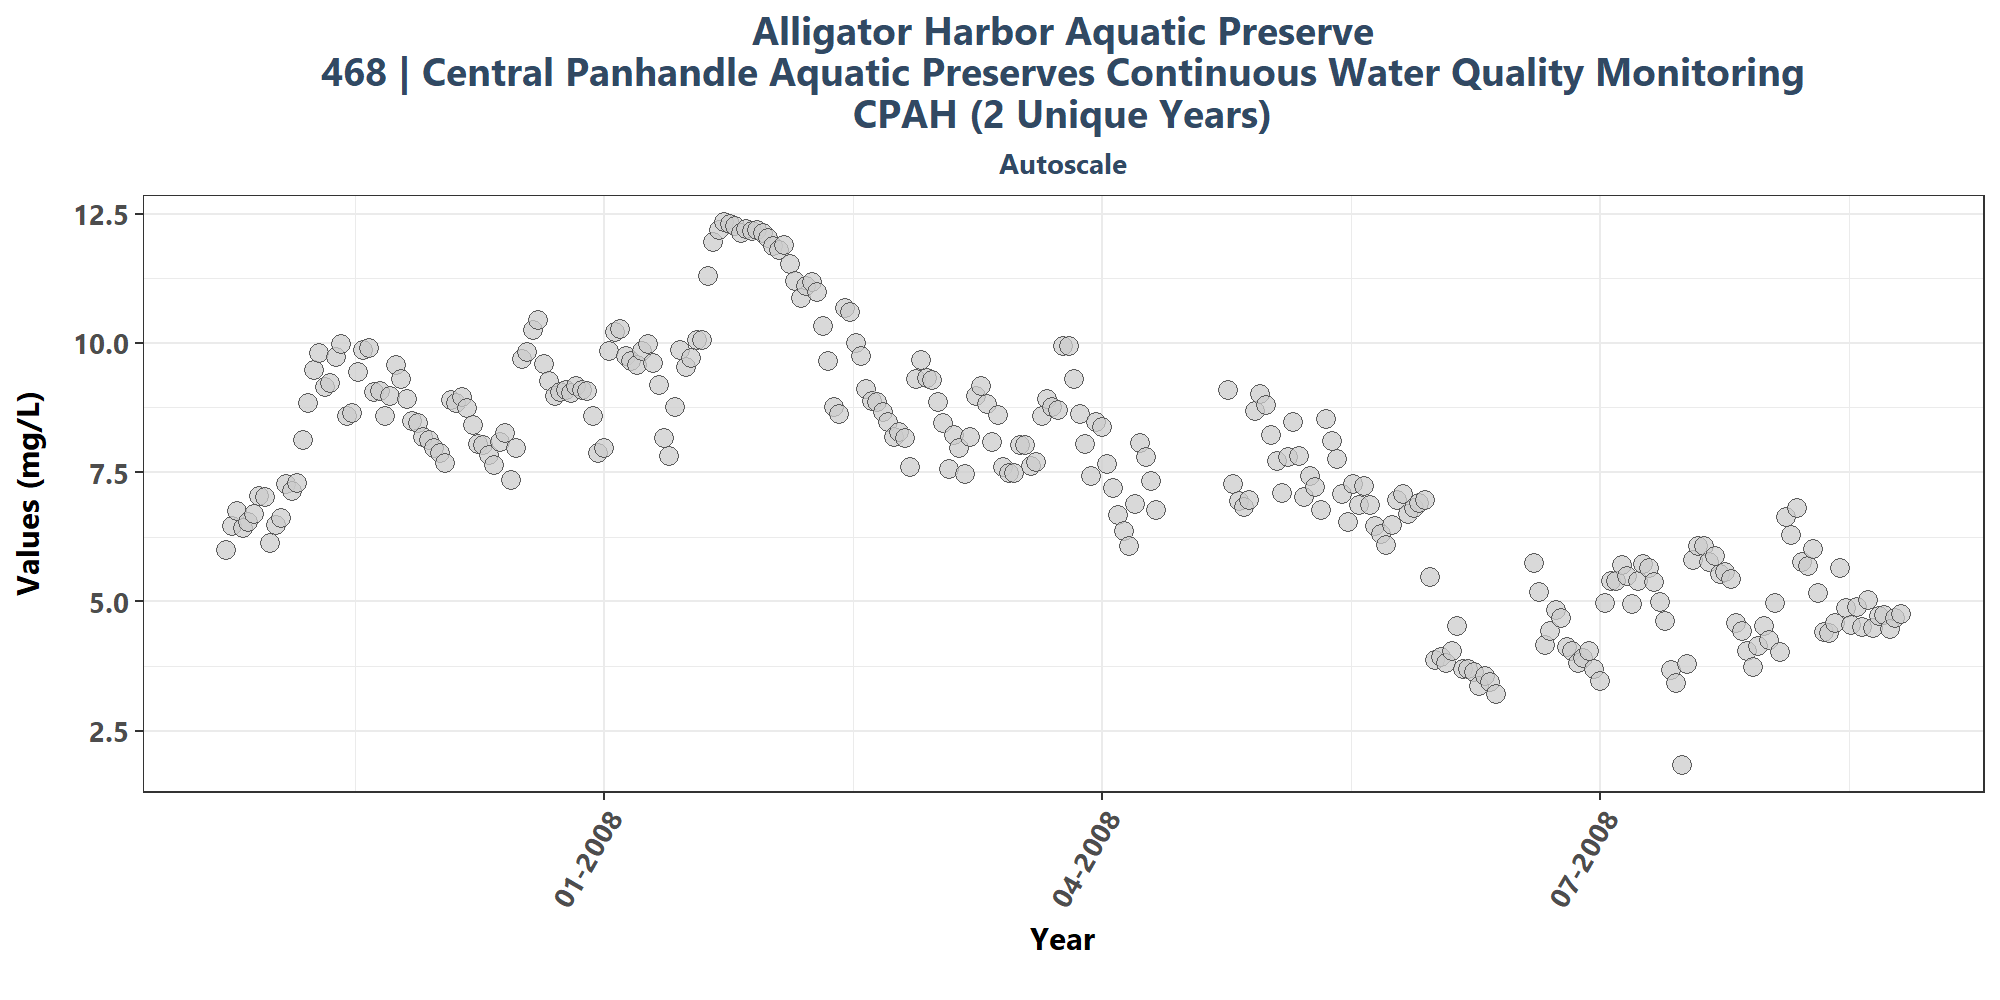 Alligator Harbor Aquatic Preserve
468 | Central Panhandle Aquatic Preserves Continuous Water Quality Monitoring
CPAH (2 Unique Years)
Autoscale
Values (mg/L)
12.5
10.0
7.5
5.0
2.5
01-2008
04-2008
07-2008
Year